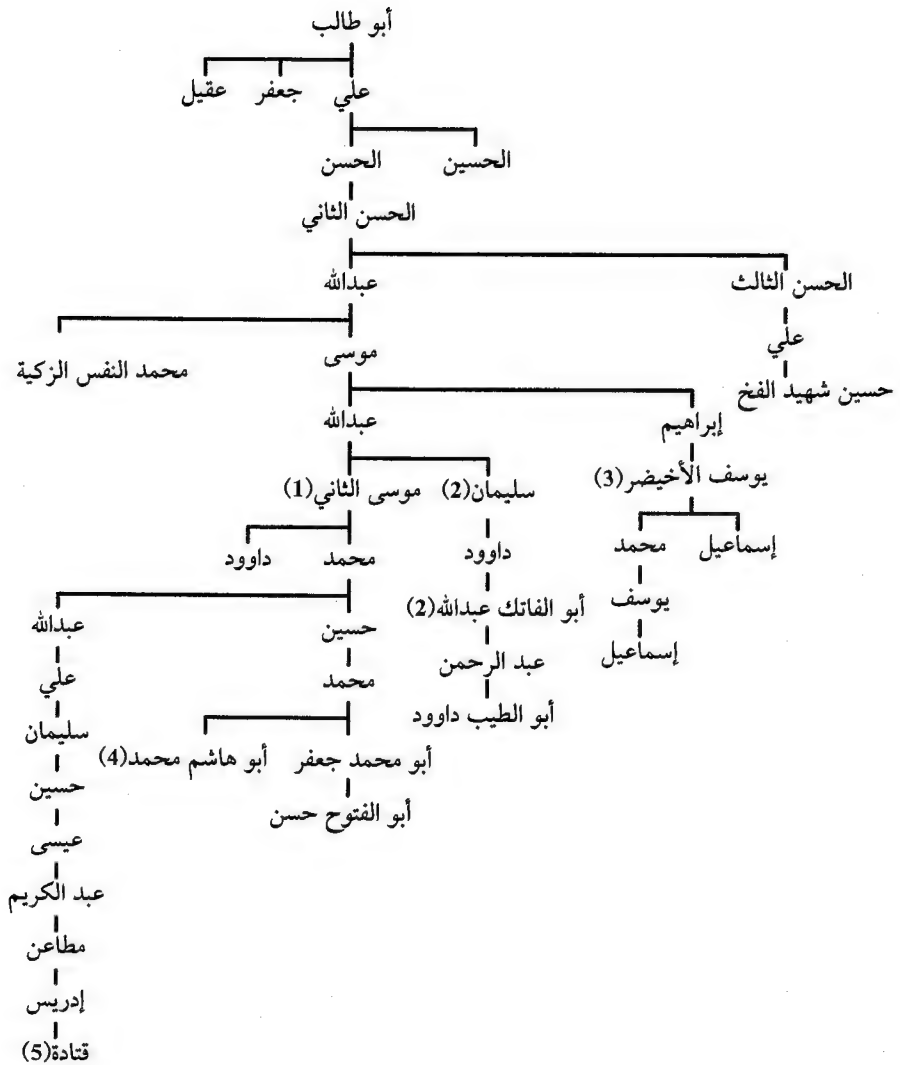 أبو طالب
علي جعفر عقيل
الحسين الحسن
الحسن الثاني
الحسن الثالث عبدالله
علي
موسى محمد النفس الزكية
حسين شهيد الفخ
إبراهيم عبدالله
يوسف الأخيضر(3) سليمان(2) موسى الثاني(1)
إسماعيل محمد داوود محمد داوود
يوسف أبو الفاتك عبدالله(2) حسين عبدالله
إسماعيل عبد الرحمن محمد علي
أبو الطيب داوود سليمان
أبو محمد جعفر أبو هاشم محمد(4)
حسين
أبو الفتوح حسن
عيسى
عبد الكريم
مطاعن
إدريس
قتادة(5)